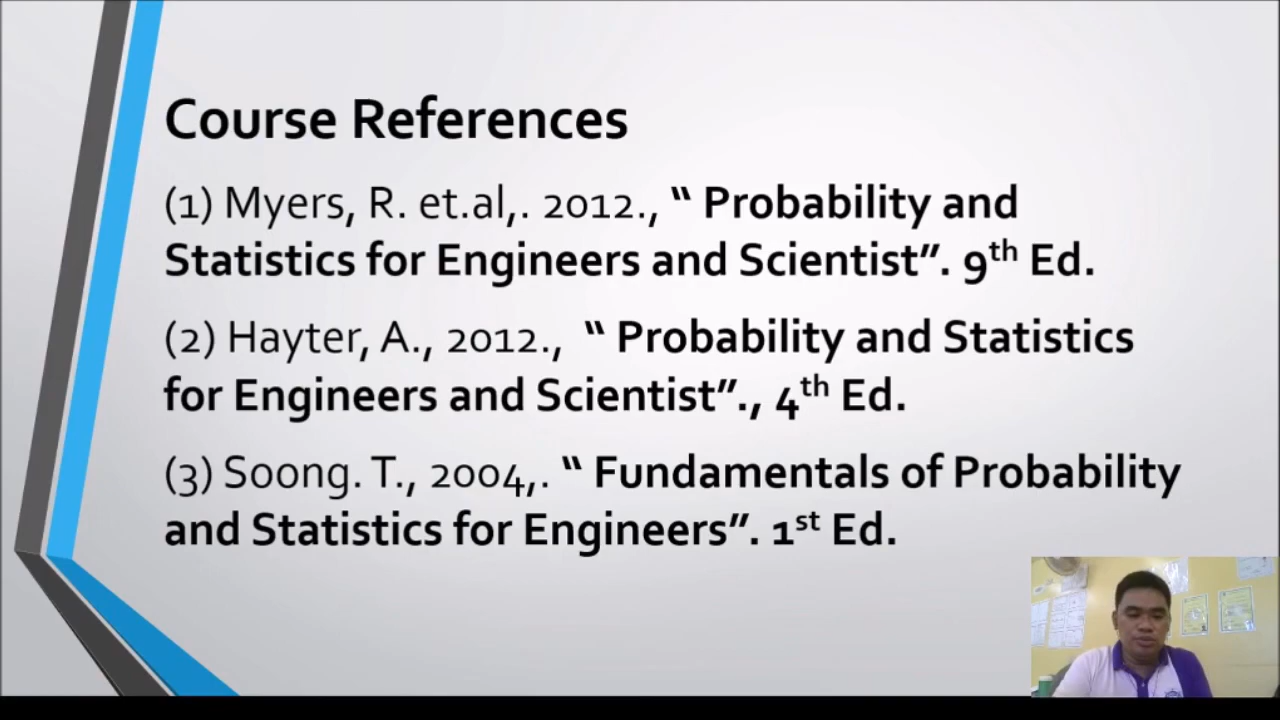 Course References
(1) Myers, R. et.al,. 2012., “ Probability and
Statistics for Engineers and Scientist”. 9th Ed.
(2) Hayter, A., 2012., “ Probability and Statistics
for Engineers and Scientist”., 4th Ed.
(3) Soong. T., 2004,. “ Fundamentals of Probability
and Statistics for Engineers”. 1st Ed.